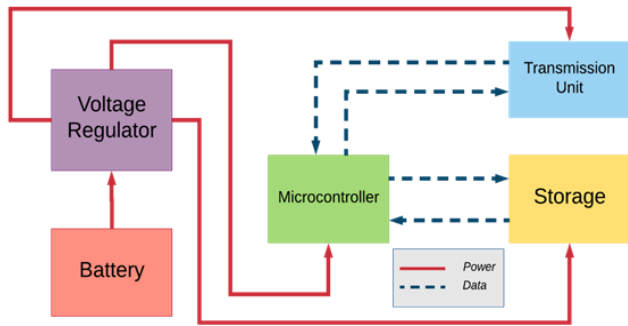 Voltage
Regulator
Transmission
Unit
Microcontroller
Storage
Battery
Power
Data